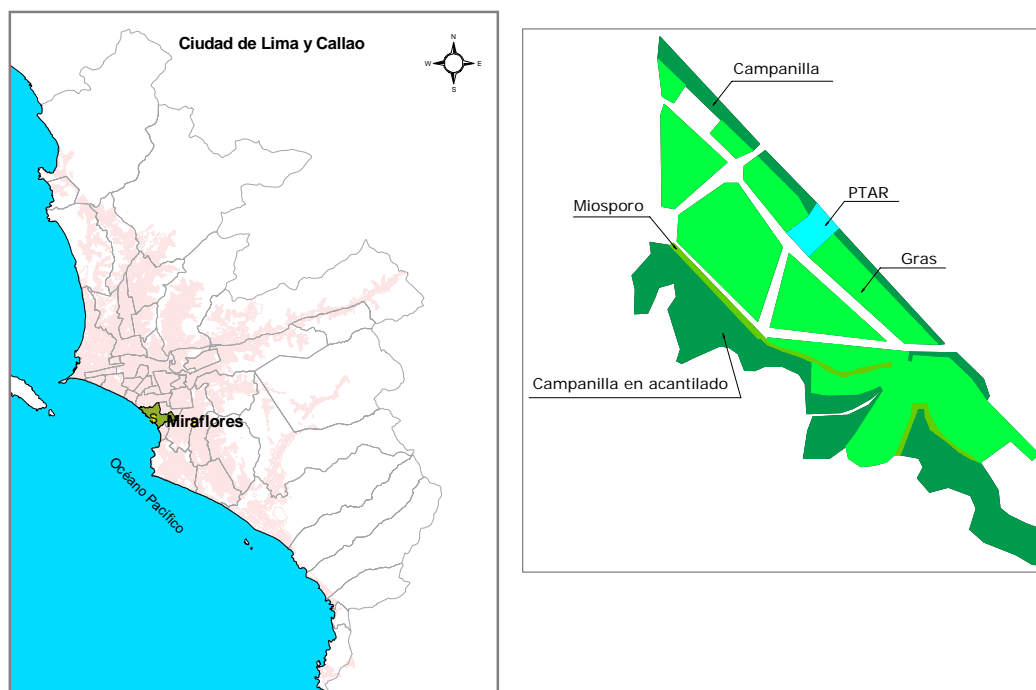 Ciudad de Lima y Callao
N
W
E
S
S
Miraflores
Océano Pacífico
Campanilla
PTAR
Miosporo
Gras
Campanilla en acantilado